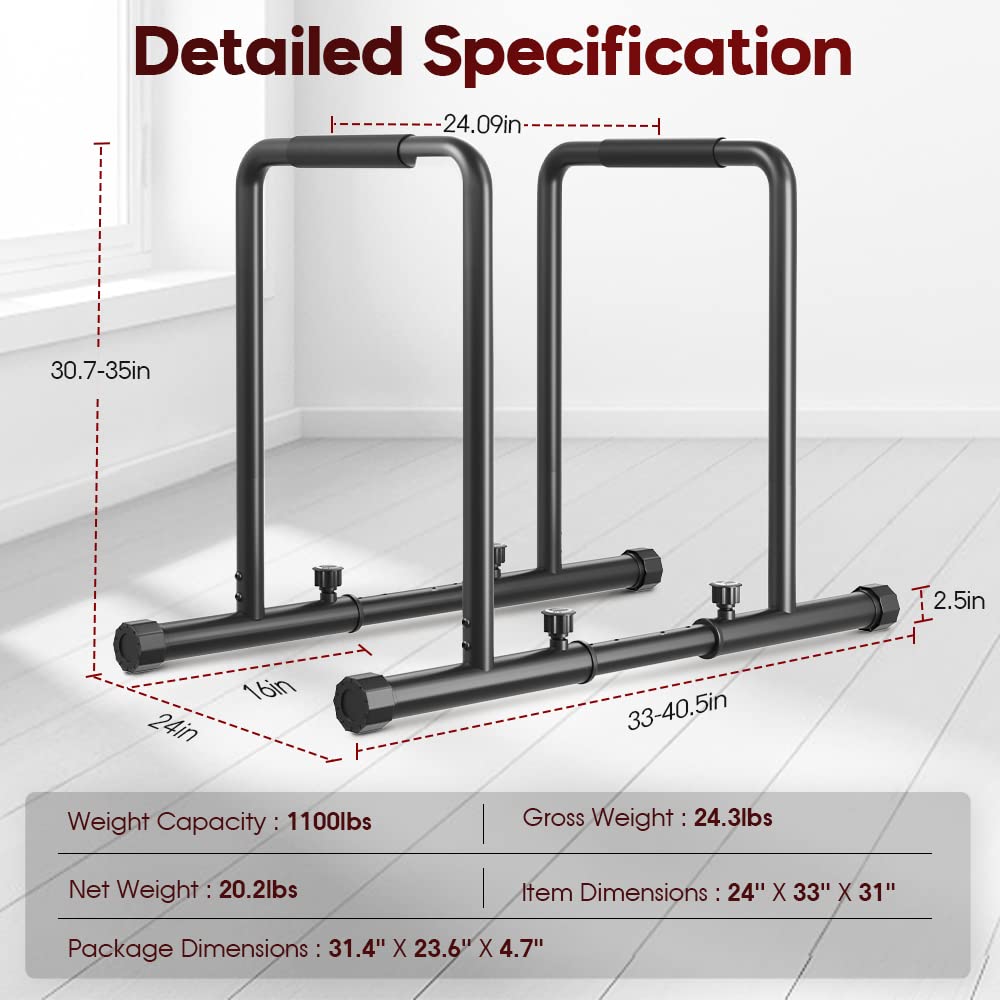 Detailed Specification
24.09in
30.7-35in
2.5in
16in
24in
33-40.5in
Weight Capacity : 1100lbs
Gross Weight : 24.3lbs
Net Weight : 20.2lbs
Item Dimensions : 24" X 33" X 31"
Package Dimensions : 31.4" X 23.6" X 4.7"